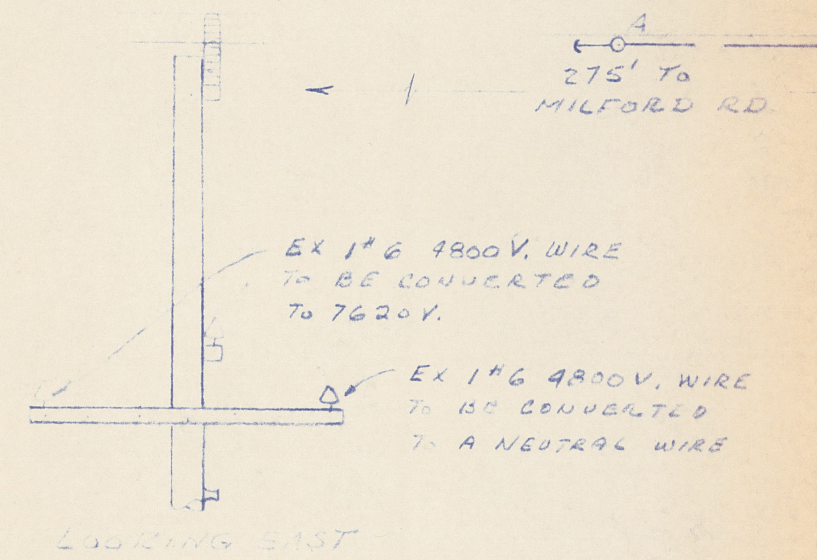 A
275' To
MILFORD RD.
EX 1#6 4800V. WIRE
To BE CONVERTED
To 7620V.
EX 1#6 4800V. WIRE
To BE CONVERTED
To A NEUTRAL WIRE
LOOKING EAST